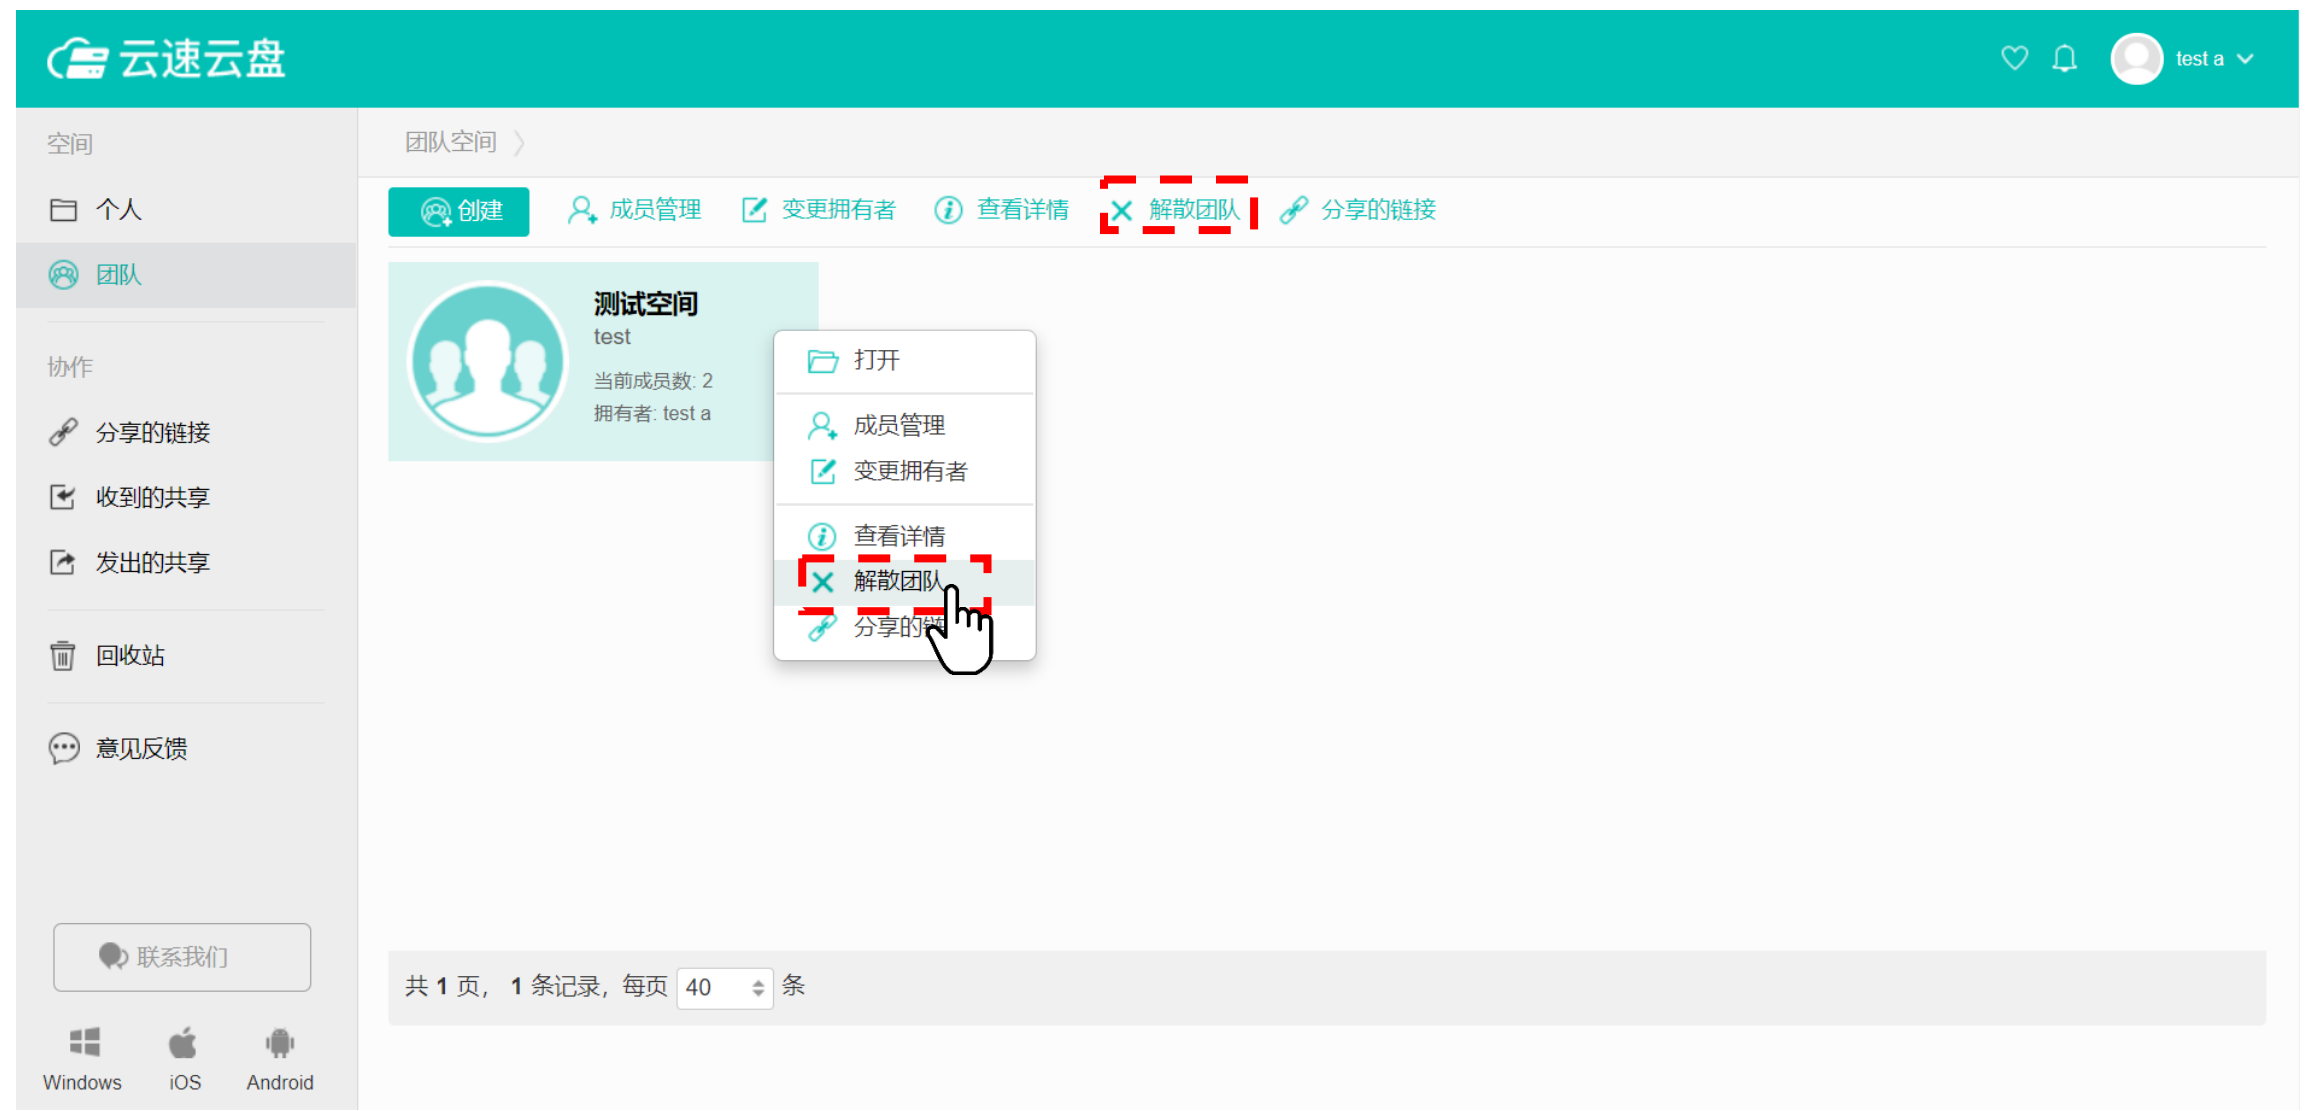 云速云盘
test a
空间
个人
团队
协作
分享的链接
收到的共享
发出的共享
回收站
意见反馈
联系我们
Windows iOS Android
团队空间
创建 成员管理 变更拥有者 查看详情 解散团队 分享的链接
测试空间
test
当前成员数: 2
拥有者: test a
打开
成员管理
变更拥有者
查看详情
解散团队
分享的
共 1 页， 1 条记录，每页 40 条